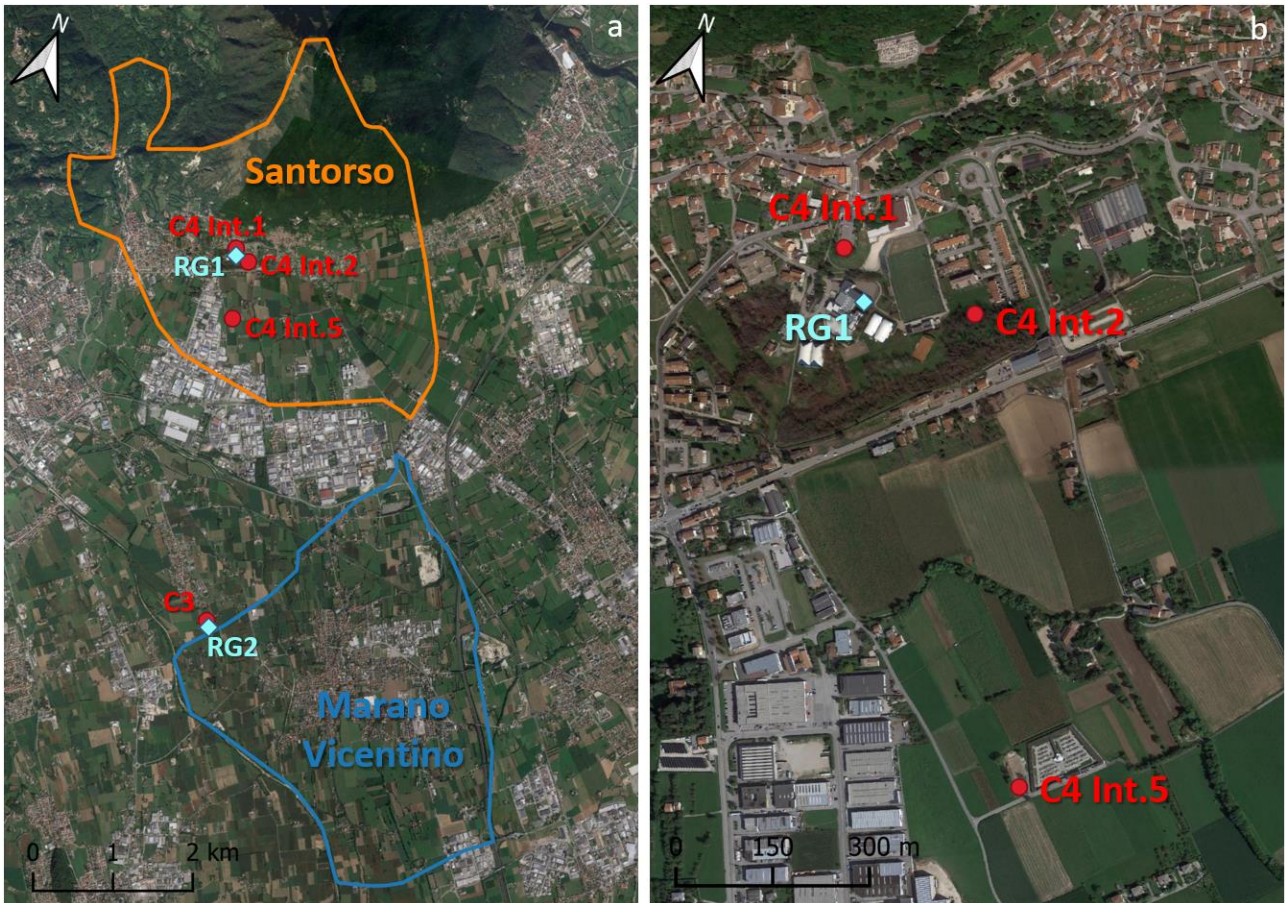 N
a
Santorso
C4 Int.1
RG1
C4 Int.2
C4 Int.5
C3
RG2
Marano
Vicentino
0 1 2 km
N
b
C4 Int.1
RG1
C4 Int.2
C4 Int.5
0 150 300 m